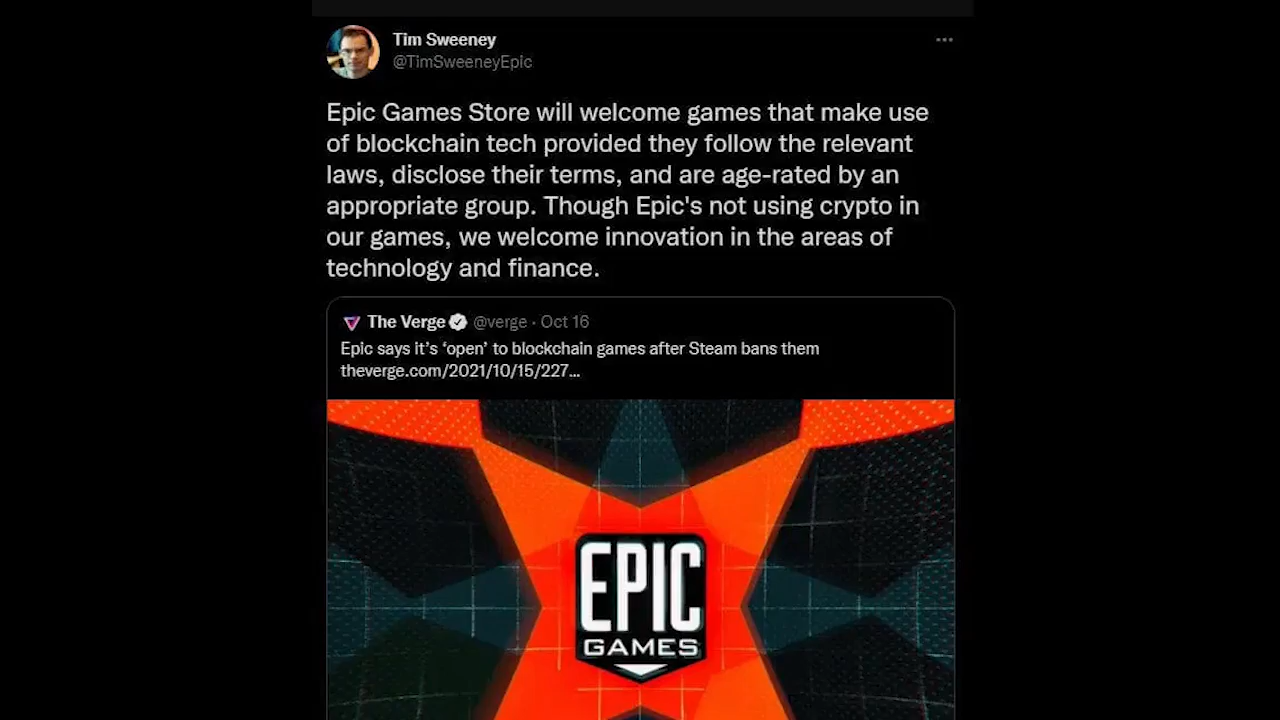 Tim Sweeney
@TimSweeneyEpic
Epic Games Store will welcome games that make use
of blockchain tech provided they follow the relevant
laws, disclose their terms, and are age-rated by an
appropriate group. Though Epic's not using crypto in
our games, we welcome innovation in the areas of
technology and finance.
The Verge @verge · Oct 16
Epic says it’s ‘open’ to blockchain games after Steam bans them
theverge.com/2021/10/15/227…
EPIC
GAMES